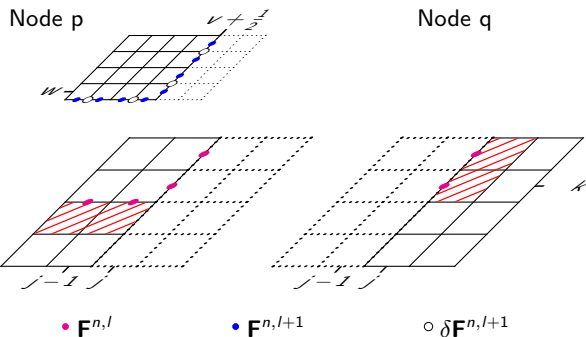 Node p
Node q
v + 1/2
w
k
j − 1 j
j − 1 j
F^{n,l}
F^{n,l+1}
δF^{n,l+1}